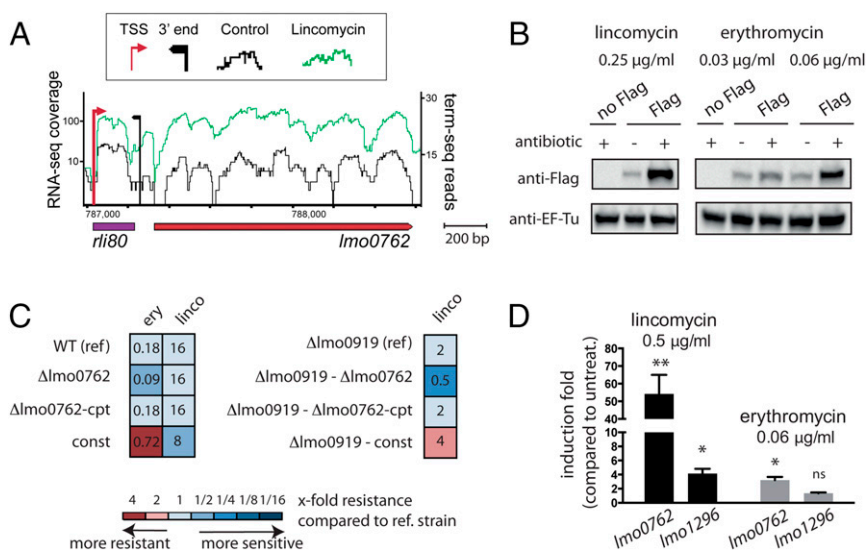 A
TSS 3' end Control Lincomycin
RNA-seq coverage
100
10
30
15
term-seq reads
787,000 788,000
rli80 lmo0762
200 bp
B
lincomycin erythromycin
0.25 µg/ml 0.03 µg/ml 0.06 µg/ml
no Flag Flag no Flag Flag Flag
antibiotic + - + + - + - +
anti-Flag
anti-EF-Tu
C
ery linco
WT (ref) 0.18 16
Δlmo0762 0.09 16
Δlmo0762-cpt 0.18 16
const 0.72 8
linco
Δlmo0919 (ref) 2
Δlmo0919 - Δlmo0762 0.5
Δlmo0919 - Δlmo0762-cpt 2
Δlmo0919 - const 4
4 2 1 1/2 1/4 1/8 1/16
x-fold resistance
compared to ref. strain
more resistant more sensitive
D
lincomycin
0.5 µg/ml
erythromycin
0.06 µg/ml
induction fold
(compared to untreat.)
80
70
60
50
40
30
20
10
8
6
4
2
0
** * * ns
lmo0762 lmo1296 lmo0762 lmo1296